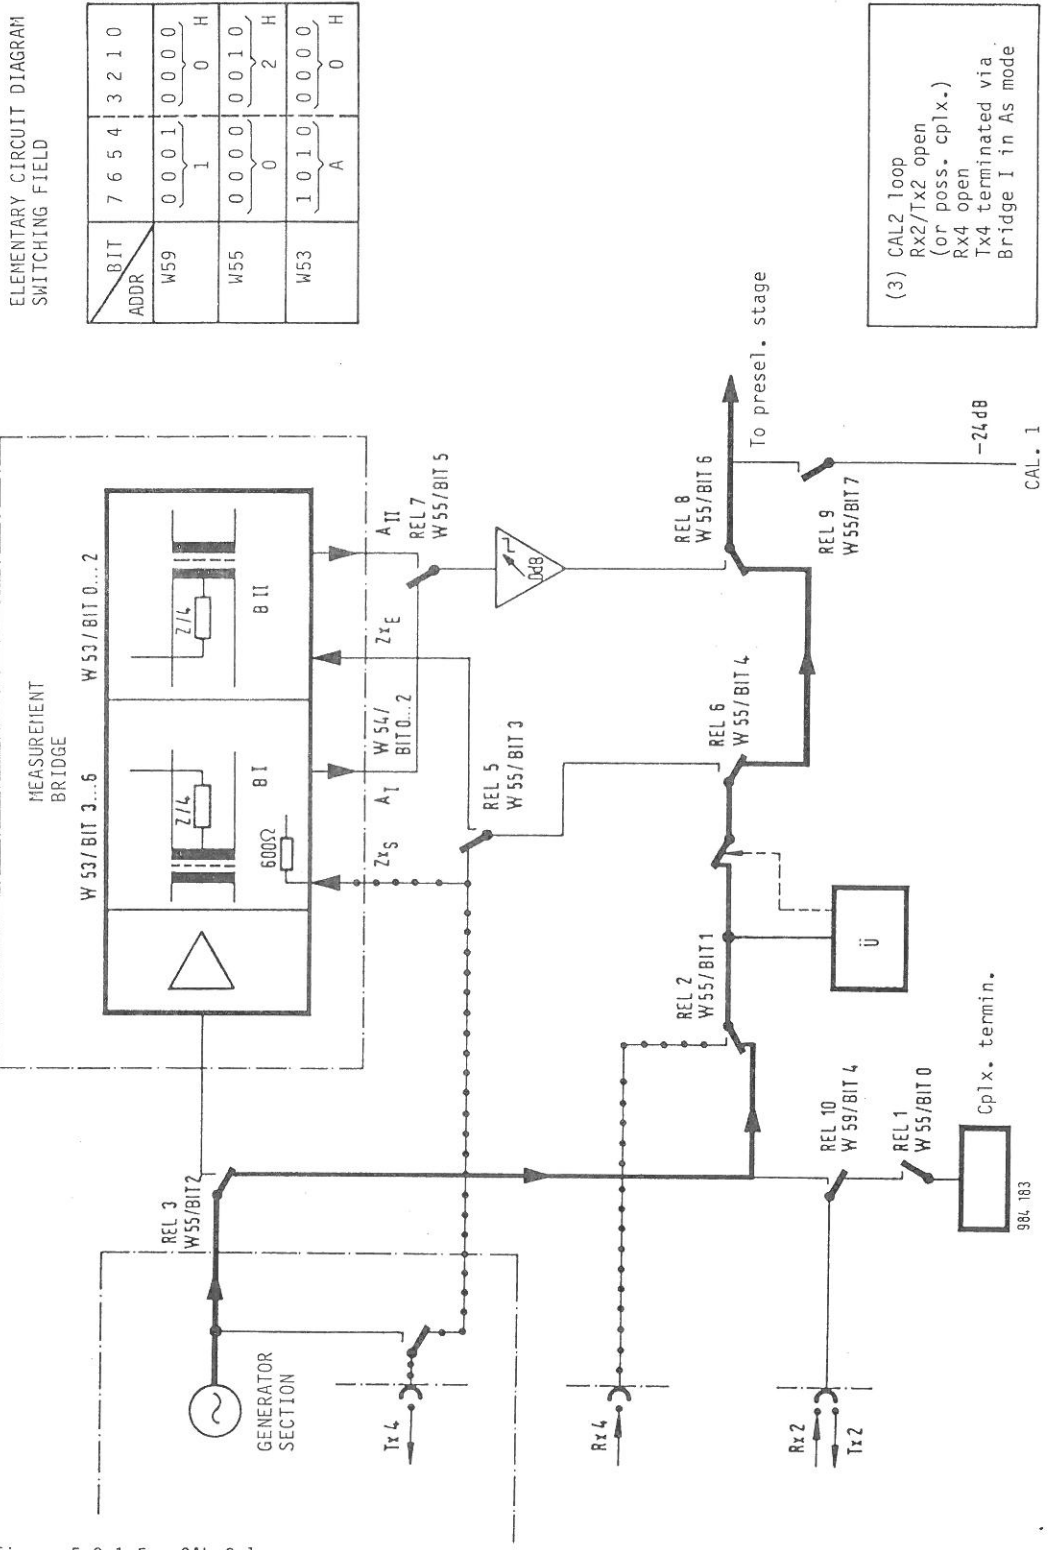 ELEMENTARY CIRCUIT DIAGRAM
SWITCHING FIELD
BIT
ADDR
7 6 5 4 3 2 1 0
W59
0 0 0 1 0 0 0 0
1 0 H
W55
0 0 0 0 0 0 1 0
0 2 H
W53
1 0 1 0 0 0 0 0
A 0 H
MEASUREMENT
BRIDGE
W 53/ BIT 3...6
W 53/ BIT 0...2
Z/4
Z/4
600Ω
B I
B II
ZxS
AI
W 54/
BIT 0...2
ZxE
AII
REL 7
W 55/BIT 5
REL 3
W55/BIT2
REL 5
W 55/BIT 3
0dB
GENERATOR
SECTION
Tx 4
REL 2
W 55/BIT 1
REL 6
W 55/BIT 4
REL 8
W 55/BIT 6
To presel. stage
Rx 4
Ü
REL 9
W 55/BIT 7
-24dB
CAL. 1
Rx 2
Tx2
REL 10
W 59/BIT 4
REL 1
W 55/BIT 0
Cplx. termin.
984 183
(3) CAL2 loop
Rx2/Tx2 open
(or poss. cplx.)
Rx4 open
Tx4 terminated via
Bridge I in As mode